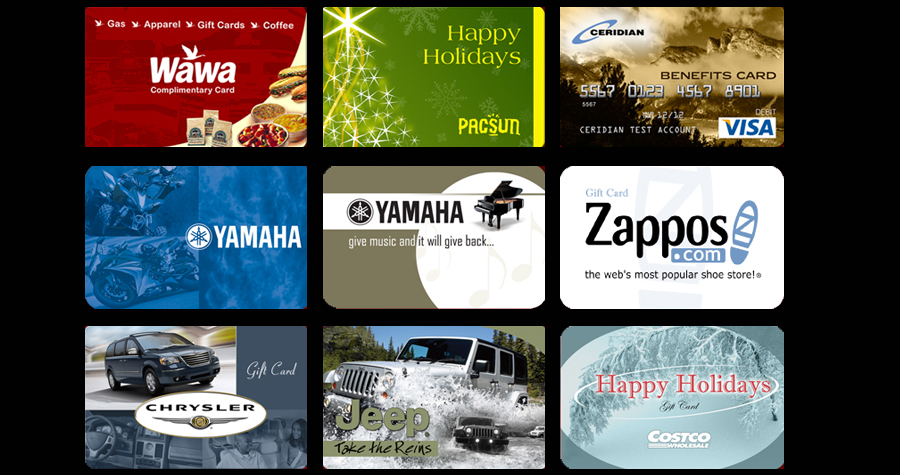 Gas Apparel Gift Cards Coffee
Wawa
Complimentary Card
Happy
Holidays
PACSUN
CERIDIAN
BENEFITS CARD
5567 0123 4567 8901
5567
12/12
DEBIT
CERIDIAN TEST ACCOUNT
VISA
YAMAHA
YAMAHA
give music and it will give back...
Gift Card
Zappos
.com
the web's most popular shoe store!®
Gift Card
CHRYSLER
Jeep
Take the Reins
Happy Holidays
Gift Card
COSTCO
WHOLESALE